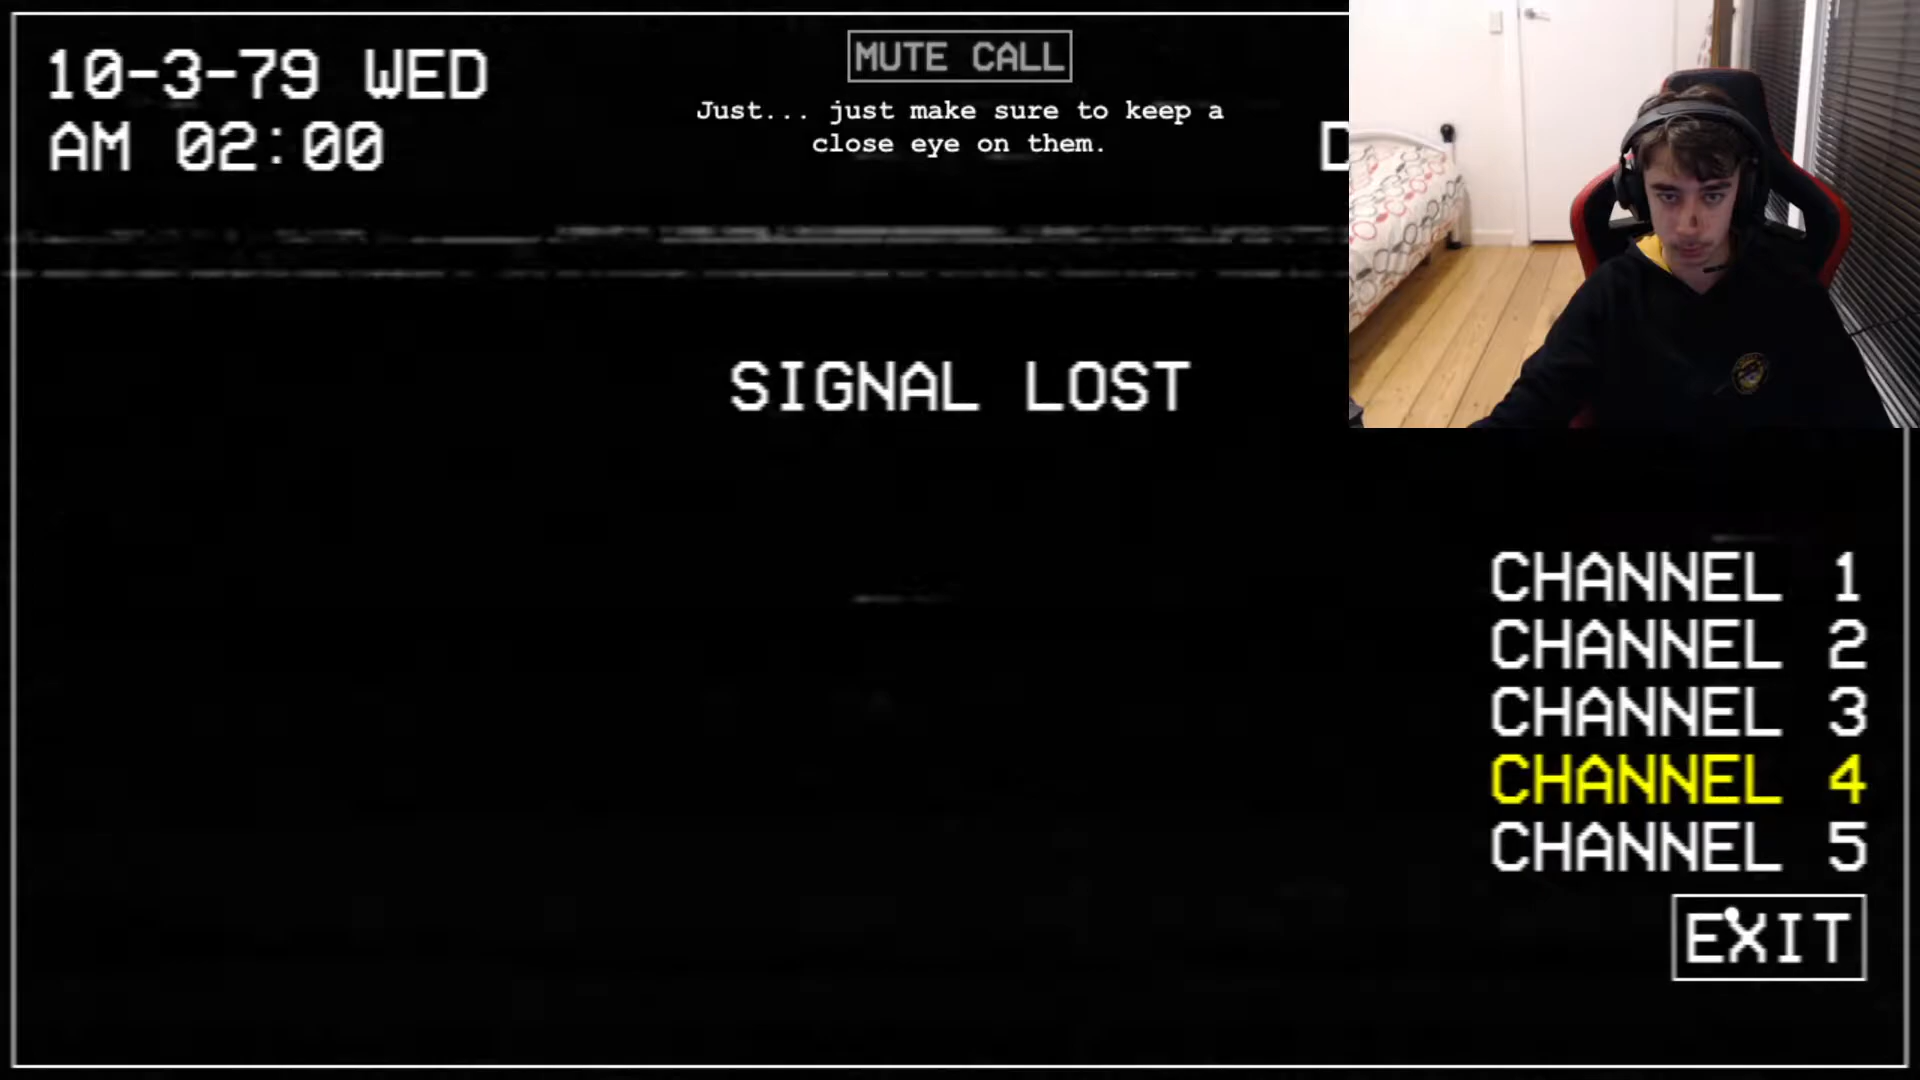 10-3-79 WED
AM 02:00
MUTE CALL
Just... just make sure to keep a
close eye on them.
SIGNAL LOST
CHANNEL 1
CHANNEL 2
CHANNEL 3
CHANNEL 4
CHANNEL 5
EXIT